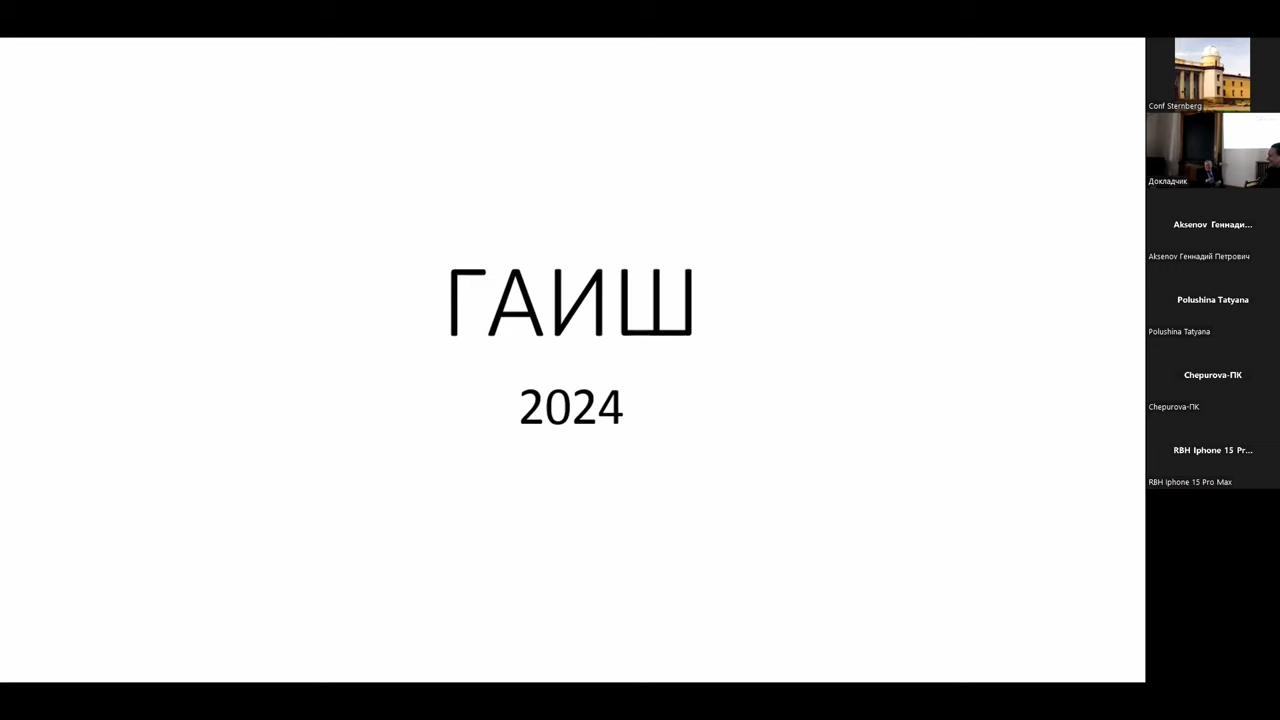 ГАИШ
2024
Conf Sternberg
Докладчик
Aksenov Геннади...
Aksenov Геннадий Петрович
Polushina Tatyana
Polushina Tatyana
Chepurova-ПК
Chepurova-ПК
RBH Iphone 15 Pr...
RBH Iphone 15 Pro Max